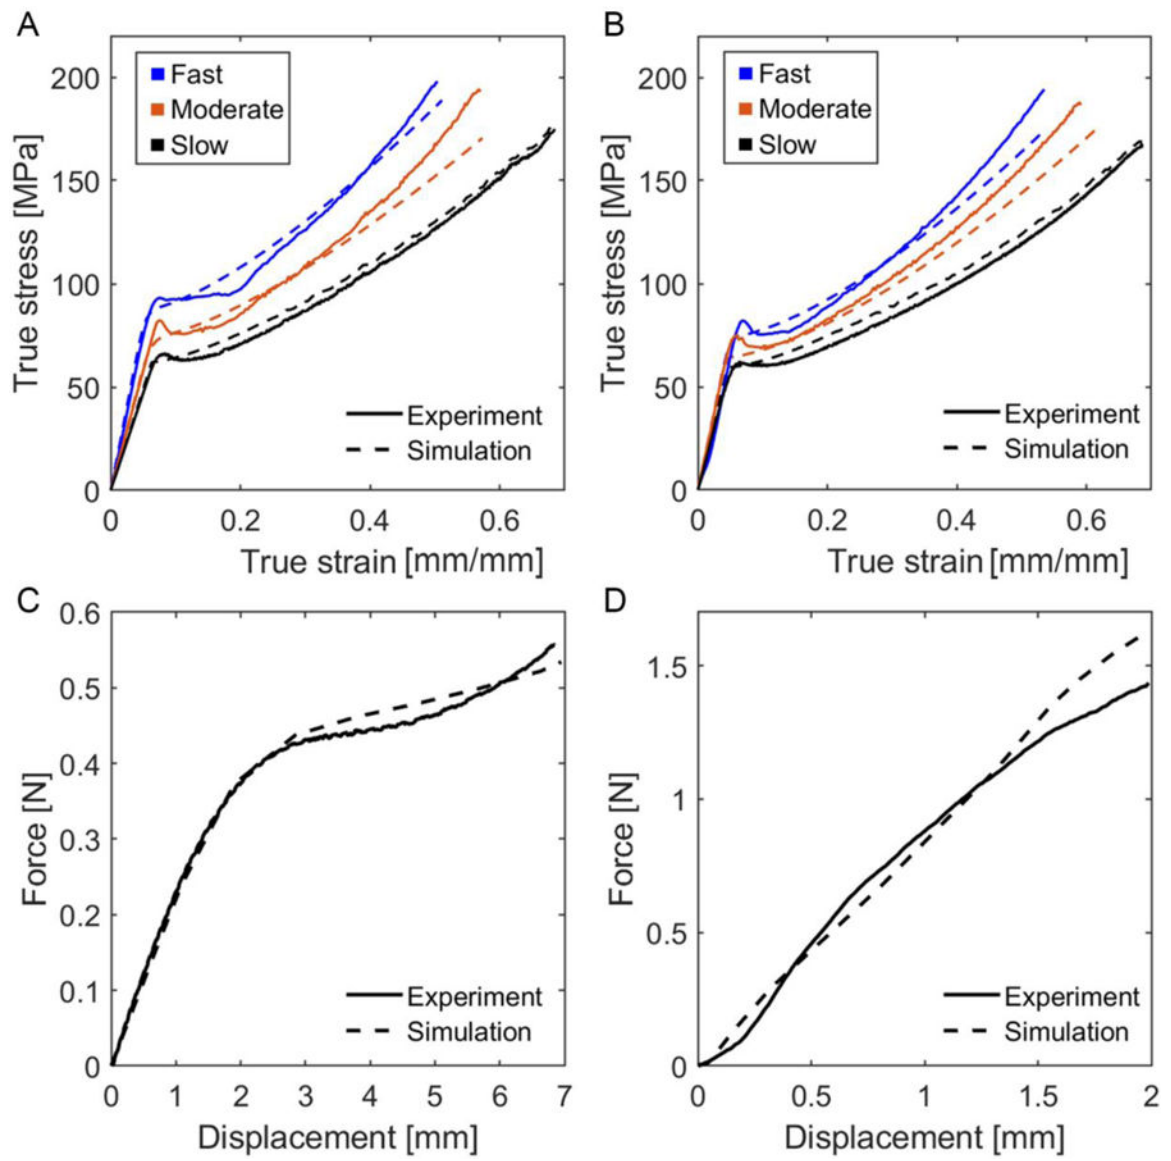 A
200
150
100
50
0
True stress [MPa]
Fast
Moderate
Slow
Experiment
Simulation
0 0.2 0.4 0.6
True strain [mm/mm]
B
200
150
100
50
0
True stress [MPa]
Fast
Moderate
Slow
Experiment
Simulation
0 0.2 0.4 0.6
True strain [mm/mm]
C
0.6
0.5
0.4
0.3
0.2
0.1
0
Force [N]
Experiment
Simulation
0 1 2 3 4 5 6 7
Displacement [mm]
D
1.5
1
0.5
0
Force [N]
Experiment
Simulation
0 0.5 1 1.5 2
Displacement [mm]